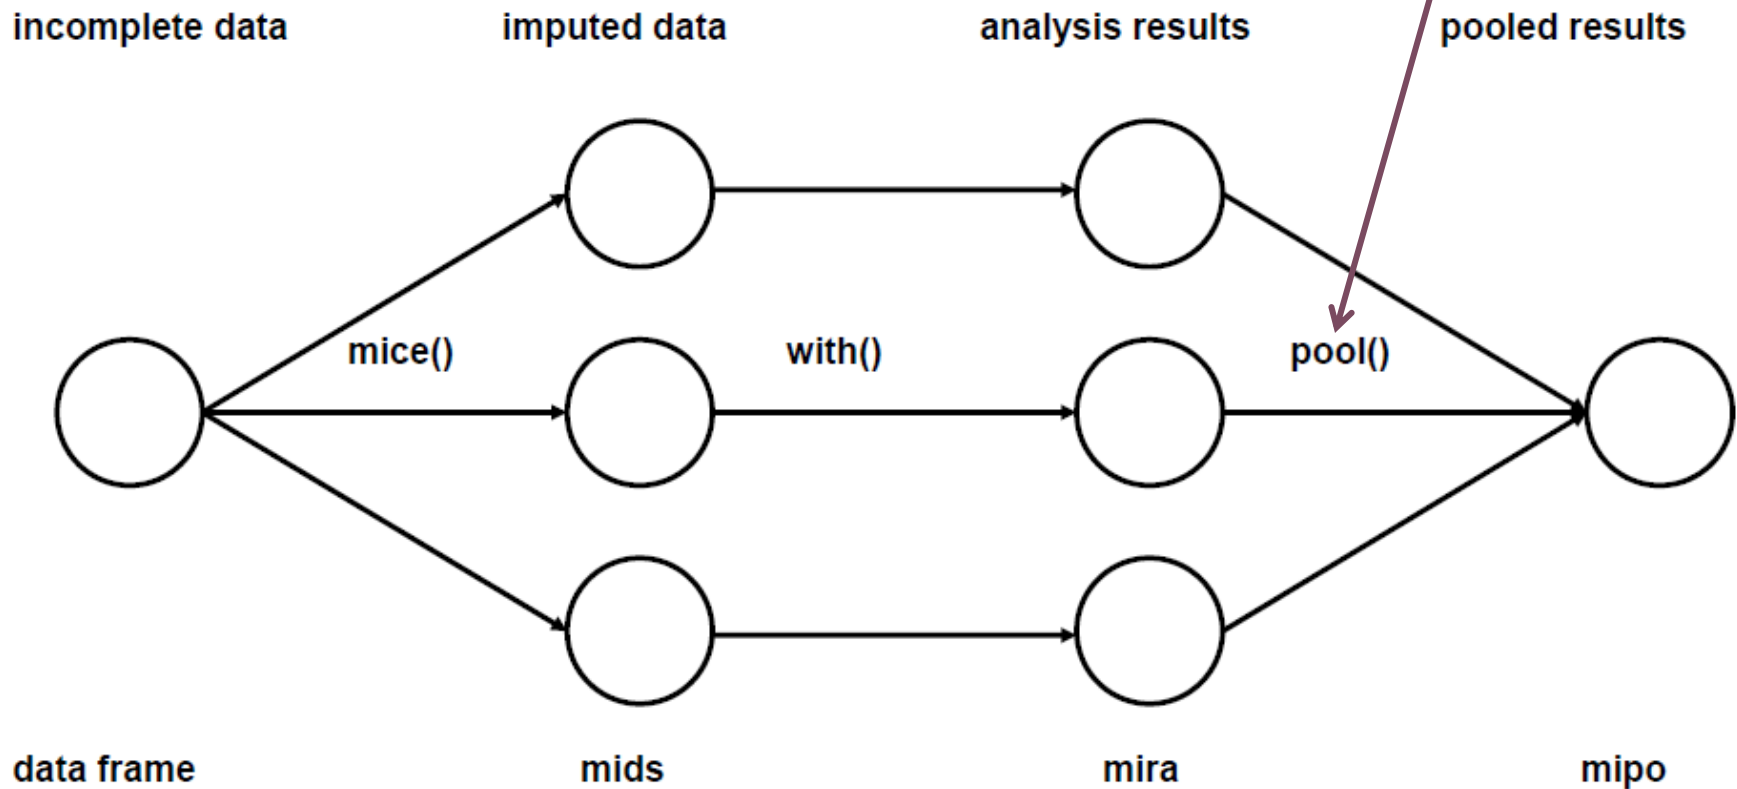 incomplete data imputed data analysis results pooled results
mice() with() pool()
data frame mids mira mipo